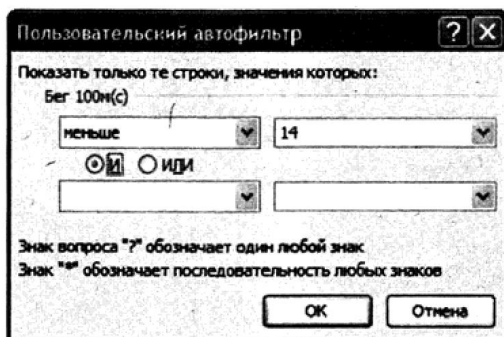 Пользовательский автофильтр
Показать только те строки, значения которых:
Бег 100м(с)
меньше 14
И ИЛИ
Знак вопроса "?" обозначает один любой знак
Знак "*" обозначает последовательность любых знаков
ОК Отмена